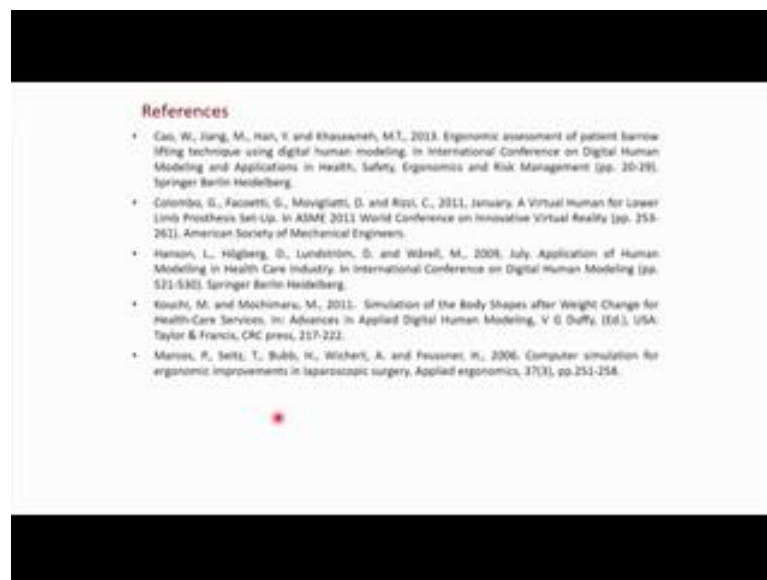 References
• Cao, W., Jiang, M., Han, Y. and Khasawneh, M.T., 2013. Ergonomic assessment of patient barrow
lifting technique using digital human modeling. In International Conference on Digital Human
Modeling and Applications in Health, Safety, Ergonomics and Risk Management (pp. 20-29).
Springer Berlin Heidelberg.
• Colombo, G., Facoetti, G., Movigliatti, D. and Rizzi, C., 2011, January. A Virtual Human for Lower
Limb Prosthesis Set-Up. In ASME 2011 World Conference on Innovative Virtual Reality (pp. 253-
261). American Society of Mechanical Engineers.
• Hanson, L., Högberg, D., Lundström, D. and Wårell, M., 2009, July. Application of Human
Modelling in Health Care Industry. In International Conference on Digital Human Modeling (pp.
521-530). Springer Berlin Heidelberg.
• Kouchi, M. and Mochimaru, M., 2011. Simulation of the Body Shapes after Weight Change for
Health-Care Services. In: Advances in Applied Digital Human Modeling, V G Duffy, (Ed.), USA:
Taylor & Francis, CRC press, 217-222.
• Marcos, P., Seitz, T., Bubb, H., Wichert, A. and Feussner, H., 2006. Computer simulation for
ergonomic improvements in laparoscopic surgery. Applied ergonomics, 37(3), pp.251-258.